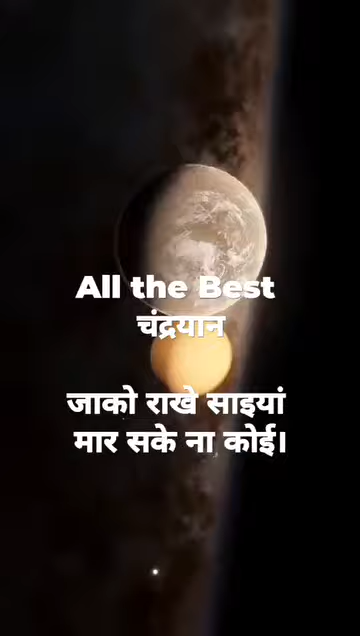 All the Best
चंद्रयान
जाको राखे साइयां
मार सके ना कोई।